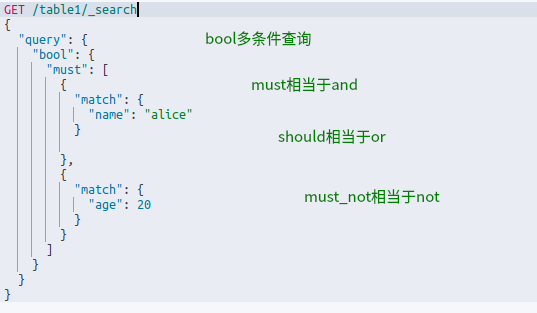 GET /table1/_search
{
  "query": { bool多条件查询
    "bool": {
      "must": [
        { must相当于and
          "match": {
            "name": "alice"
          }
should相当于or
        },
        {
          "match": { must_not相当于not
            "age": 20
          }
        }
      ]
    }
  }
}